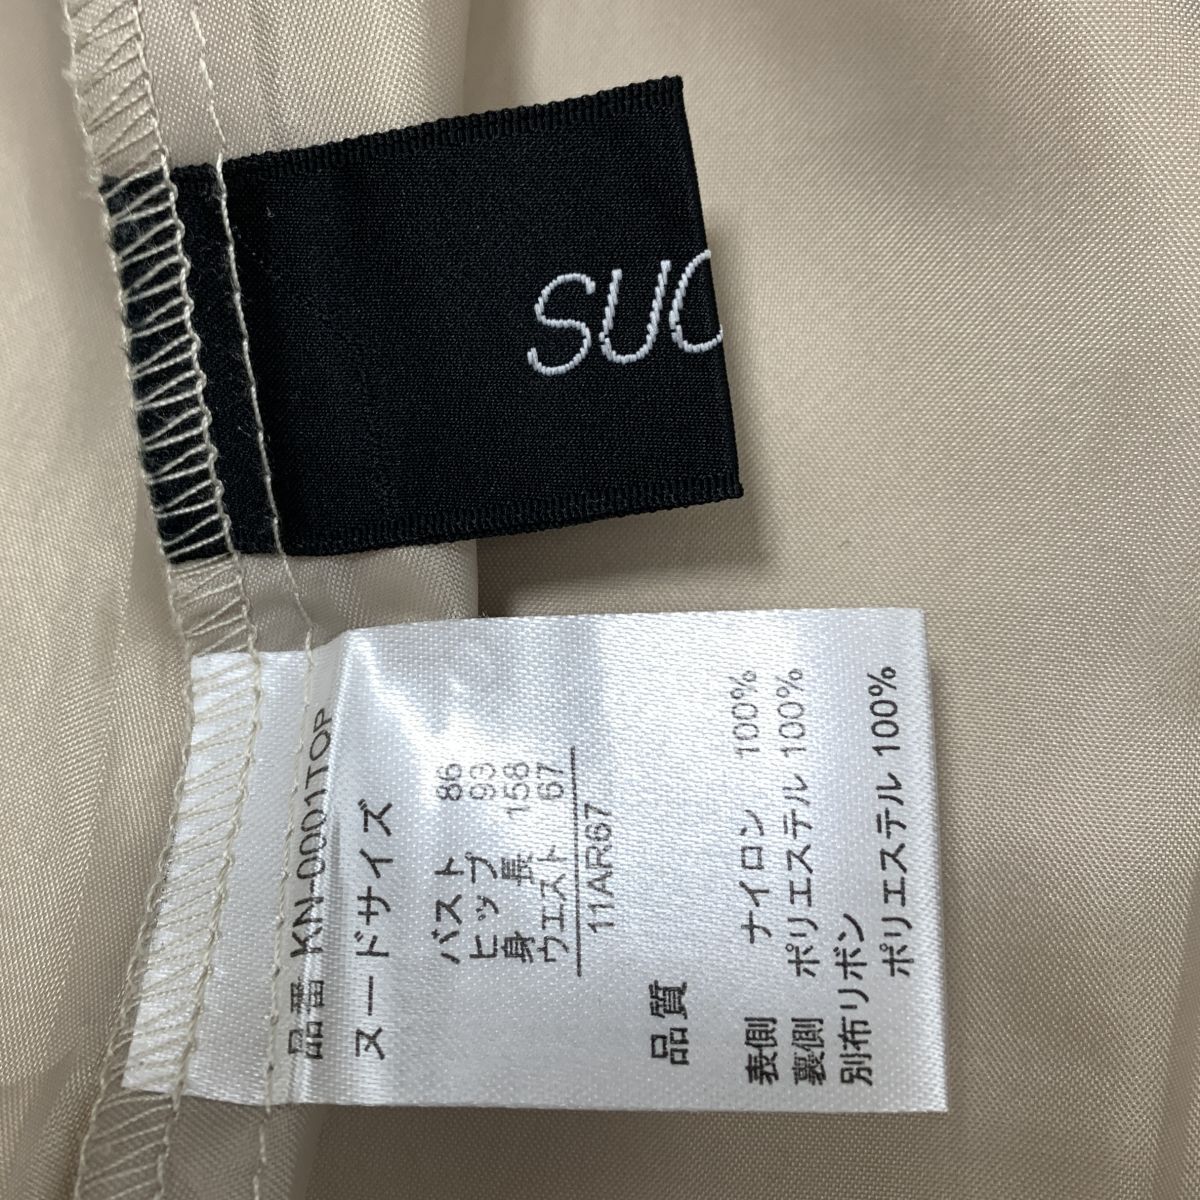 SUC
品番 KN-0001TOP
ヌードサイズ
バスト 86
ヒップ 93
身長 158
ウエスト 67
11AR67
品質
表側 ナイロン 100%
裏側 ポリエステル 100%
別布リボン
ポリエステル 100%